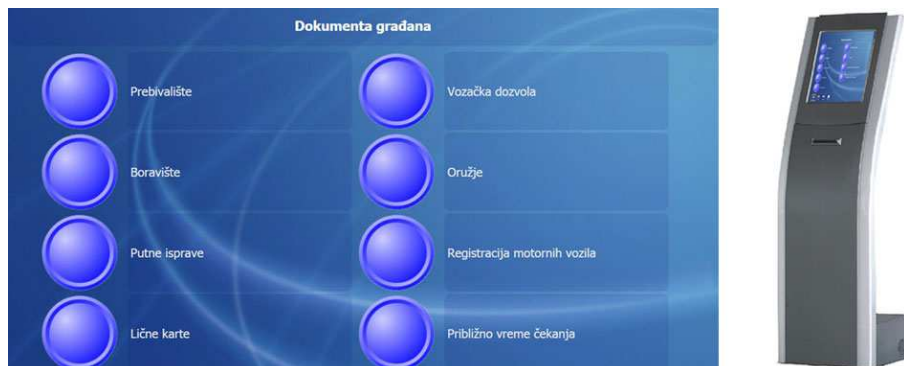 Dokumenta građana
Prebivalište
Vozačka dozvola
Boravište
Oružje
Putne isprave
Registracija motornih vozila
Lične karte
Približno vreme čekanja